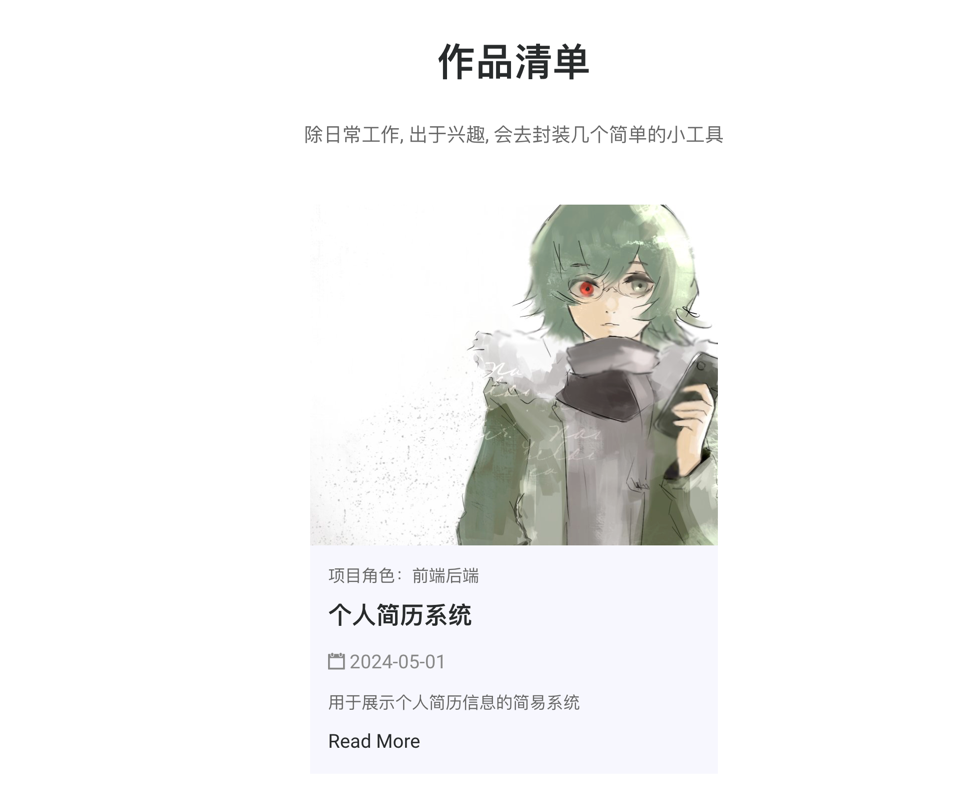 作品清单
除日常工作, 出于兴趣, 会去封装几个简单的小工具
项目角色：前端后端
个人简历系统
2024-05-01
用于展示个人简历信息的简易系统
Read More